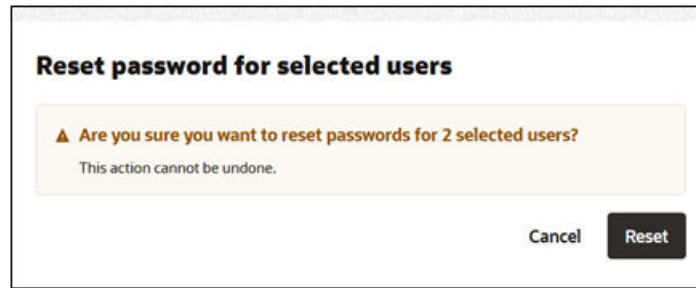 Reset password for selected users
Are you sure you want to reset passwords for 2 selected users?
This action cannot be undone.
Cancel Reset